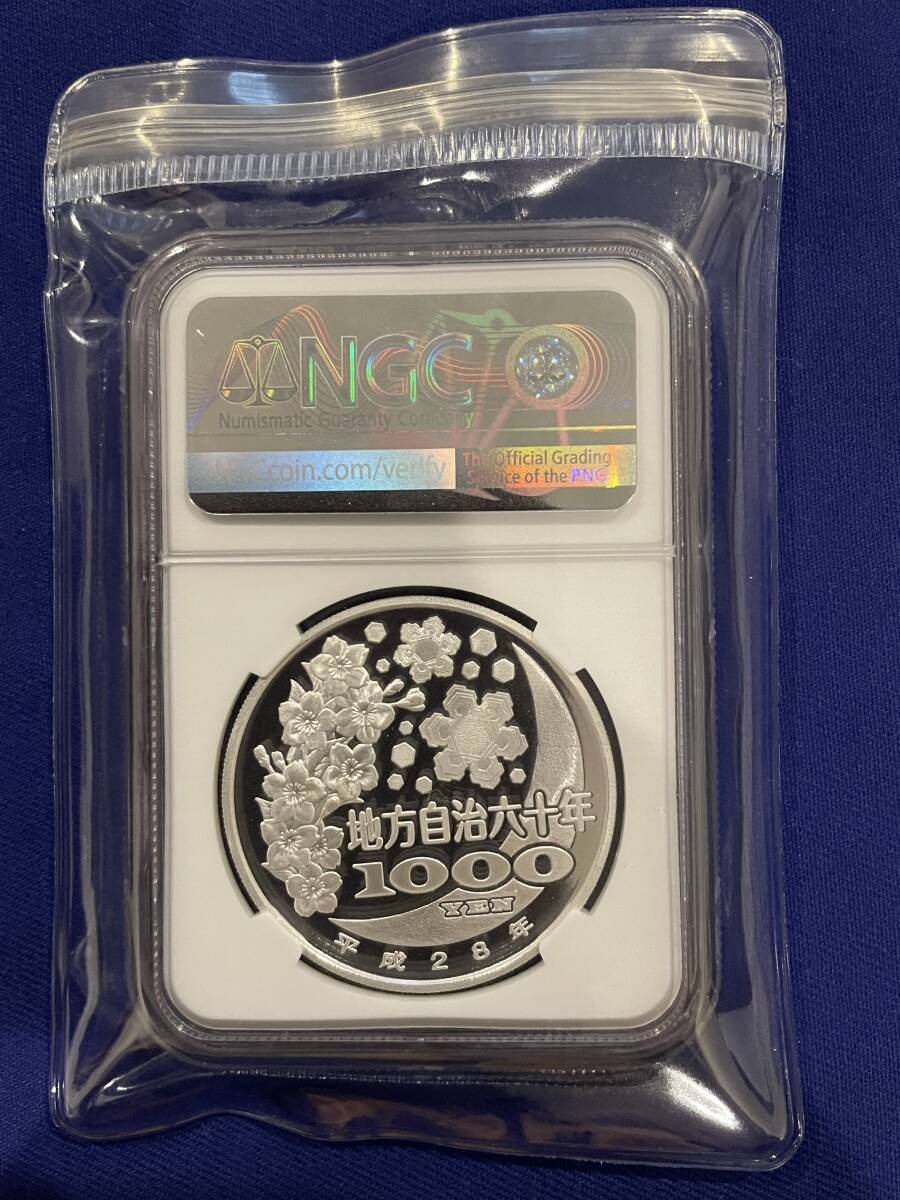 NGC
Numismatic Guaranty Company
coin.com/verify
The Official Grading
Service of the PNG
地方自治六十年
1000
YEN
平成28年